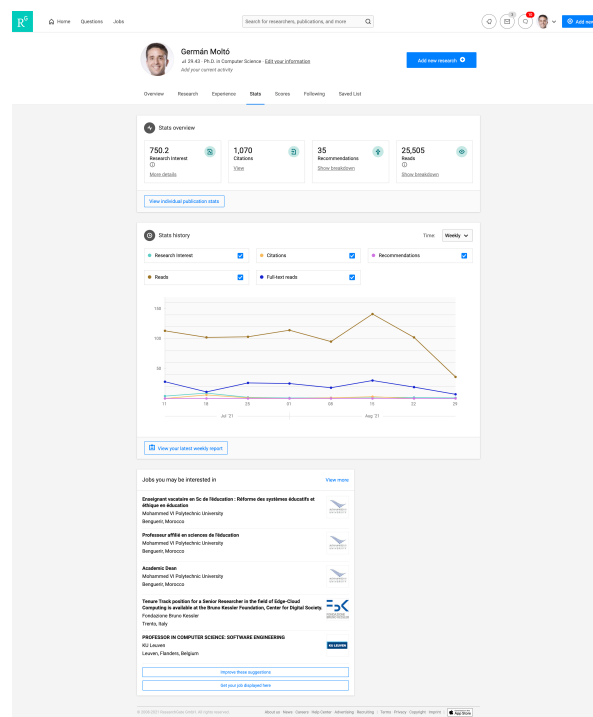 RG
Home Questions Jobs
Search for researchers, publications, and more
Add new
Germán Moltó
29.43 · Ph.D. in Computer Science · Edit your information
Add your current activity
Add new research
Overview Research Experience Stats Scores Following Saved List
Stats overview
750.2
Research Interest
More details
1,070
Citations
View
35
Recommendations
Show breakdown
25,505
Reads
Show breakdown
View individual publication stats
Stats history
Time Weekly
Research Interest
Citations
Recommendations
Reads
Full-text reads
150
100
50
11 18 25 01 08 15 22 29
Jul '21 Aug '21
View your latest weekly report
Jobs you may be interested in View more
Enseignant vacataire en Sc de l'éducation : Réforme des systèmes éducatifs et
éthique en éducation
Mohammed VI Polytechnic University
Benguerir, Morocco
Professeur affilié en sciences de l'éducation
Mohammed VI Polytechnic University
Benguerir, Morocco
Academic Dean
Mohammed VI Polytechnic University
Benguerir, Morocco
Tenure Track position for a Senior Researcher in the field of Edge-Cloud
Computing is available at the Bruno Kessler Foundation, Center for Digital Society.
Fondazione Bruno Kessler
Trento, Italy
PROFESSOR IN COMPUTER SCIENCE: SOFTWARE ENGINEERING
KU Leuven
Leuven, Flanders, Belgium
KU LEUVEN
Improve these suggestions
Get your job displayed here
© 2008-2021 ResearchGate GmbH. All rights reserved.
About us News Careers Help Center Advertising Recruiting | Terms Privacy Copyright Imprint | App Store